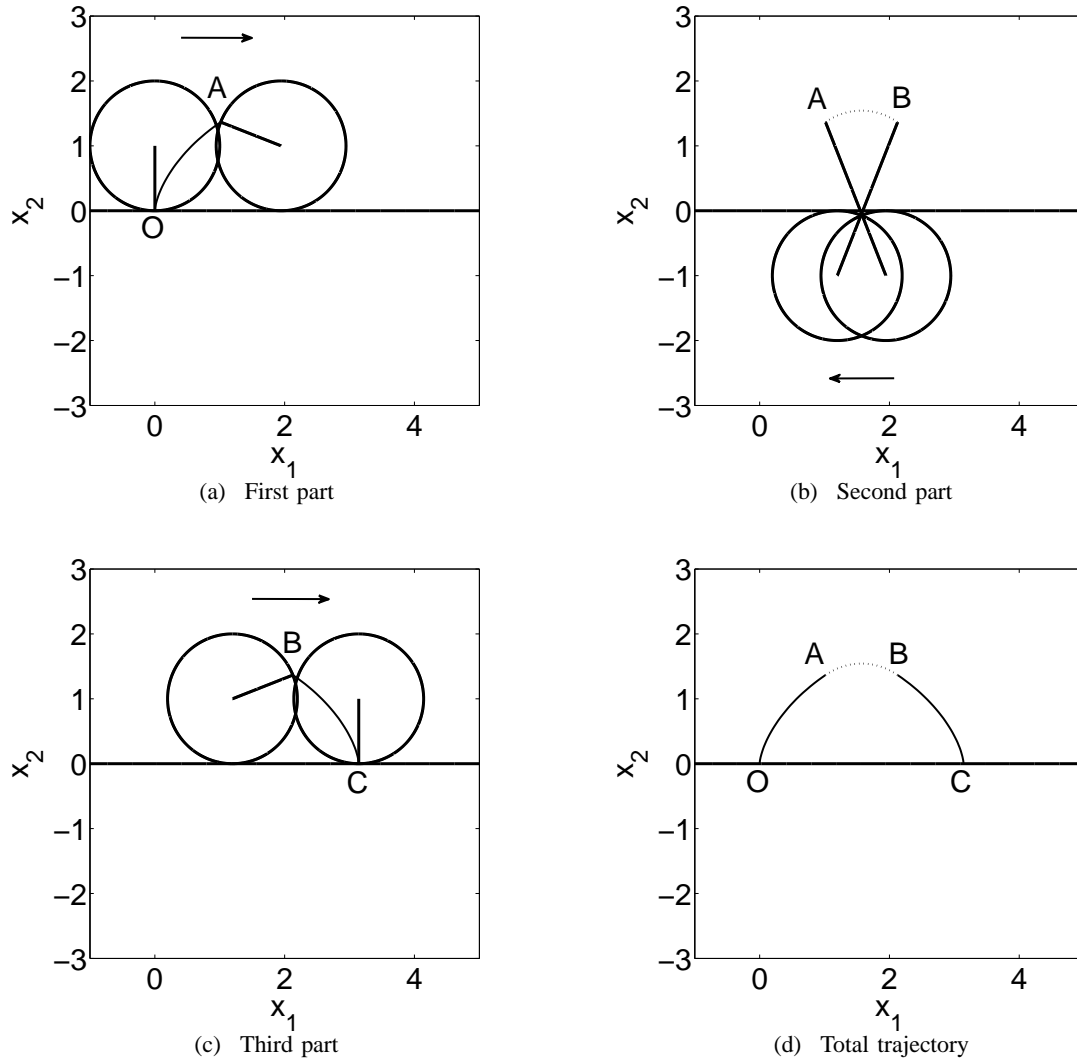 3
2
1
0
−1
−2
−3
x2
A
O
0 2 4
x1
(a) First part
3
2
1
0
−1
−2
−3
x2
A B
0 2 4
x1
(b) Second part
3
2
1
0
−1
−2
−3
x2
B
C
0 2 4
x1
(c) Third part
3
2
1
0
−1
−2
−3
x2
A B
O C
0 2 4
x1
(d) Total trajectory